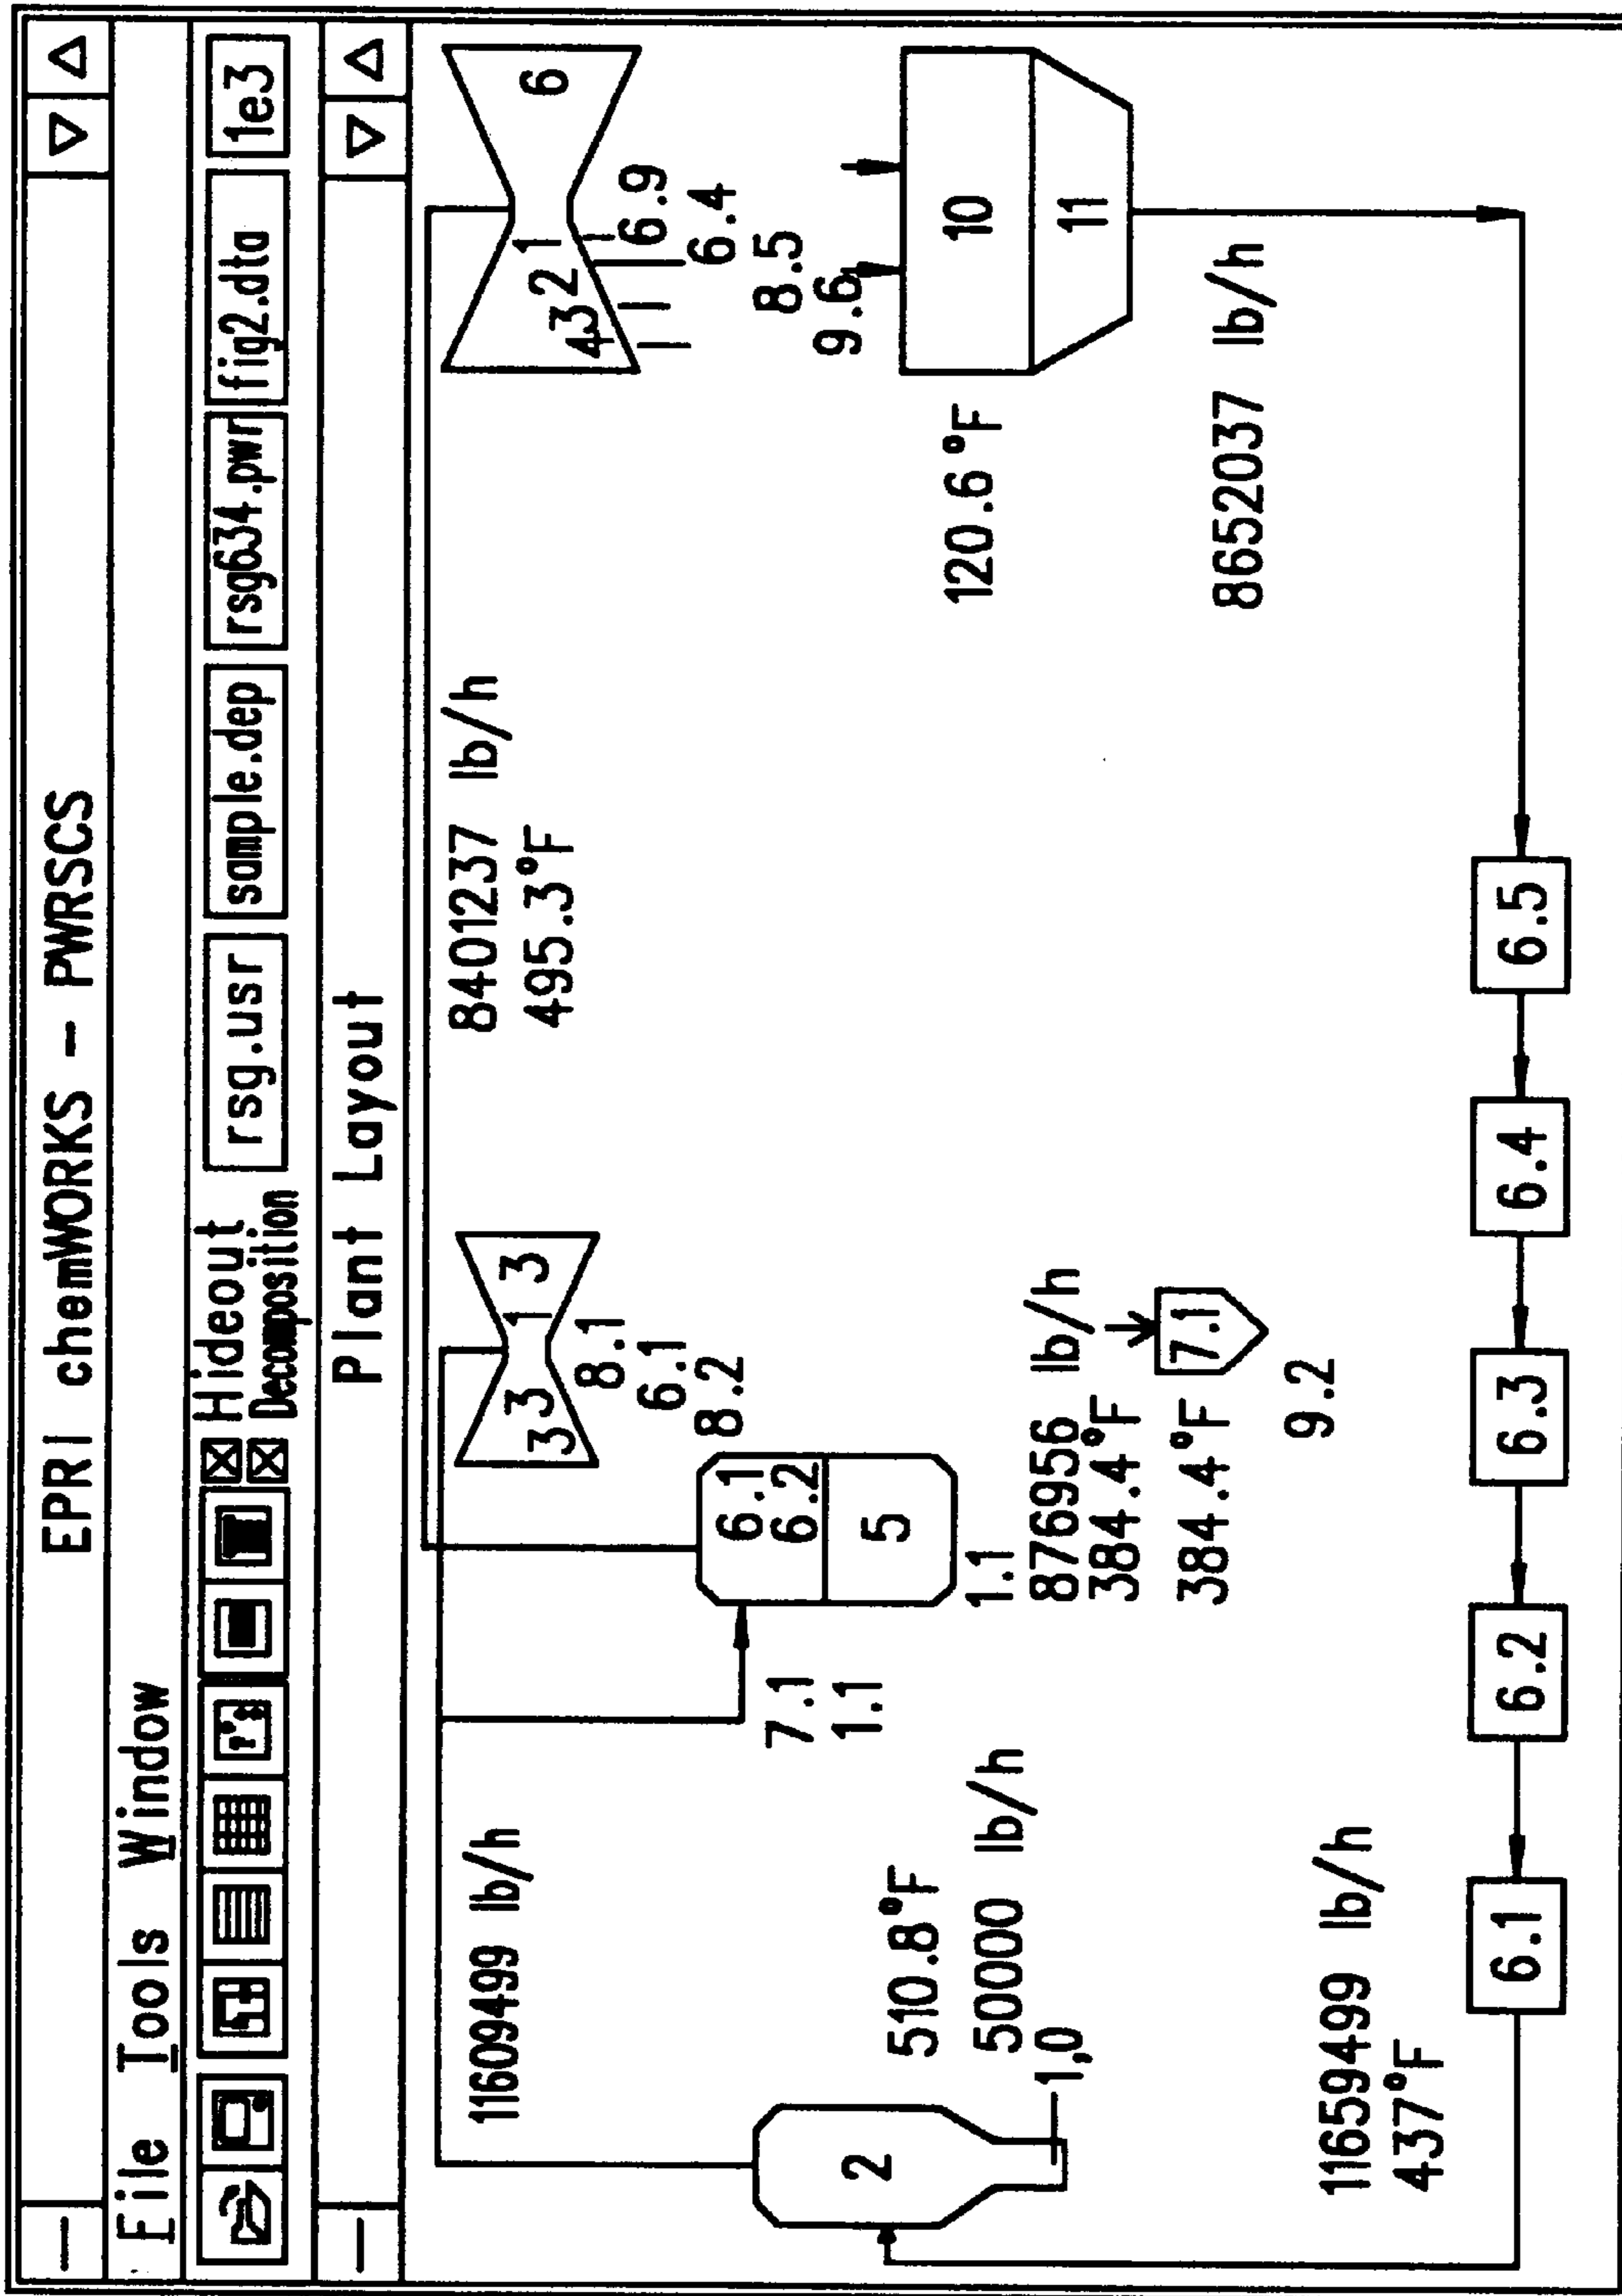 EPRI chemWORKS - PWRSCS
File Tools Window
Hideout
Decomposition
rsg.usr
sample.dep
rsg634.pwr
fig2.dta
1e3
Plant Layout
11609499 lb/h
8401237 lb/h
495.3°F
3 3 1 3
8.1
6.1
8.2
4 3 2 1 6
6.9
6.4
8.5
9.6
6.1
6.2
5
7.1
1.1
1.1
876956 lb/h
384.4°F
384.4°F
7.1
9.2
2
510.8°F
50000 lb/h
1,0
10
11
120.6°F
8652037 lb/h
11659499 lb/h
437°F
6.1
6.2
6.3
6.4
6.5